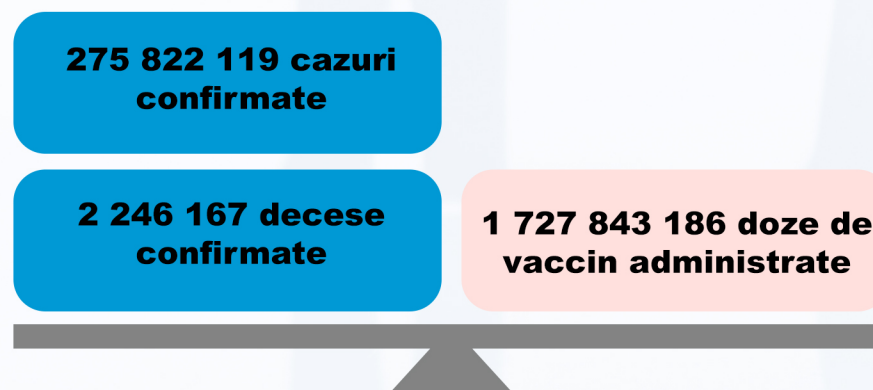 275 822 119 cazuri
confirmate
2 246 167 decese
confirmate
1 727 843 186 doze de
vaccin administrate